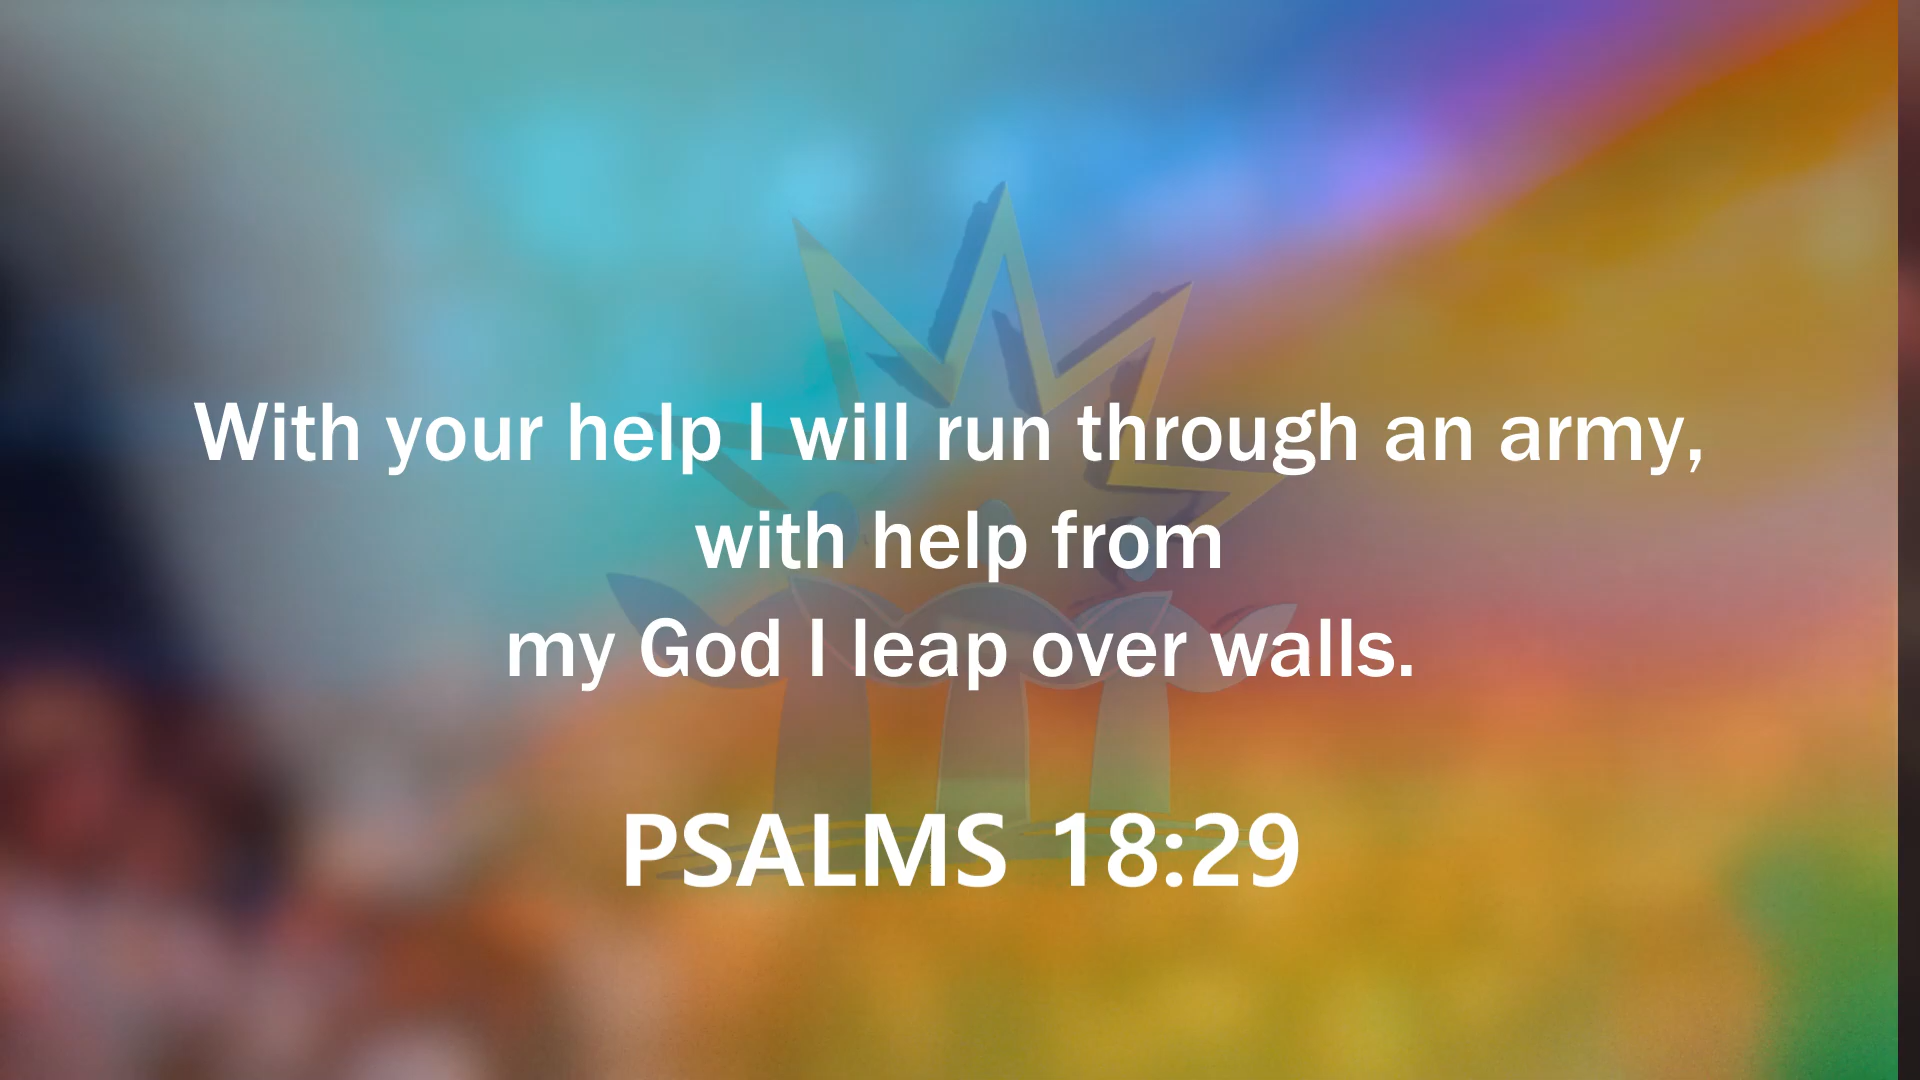 With your help I will run through an army,
with help from
my God I leap over walls.
PSALMS 18:29